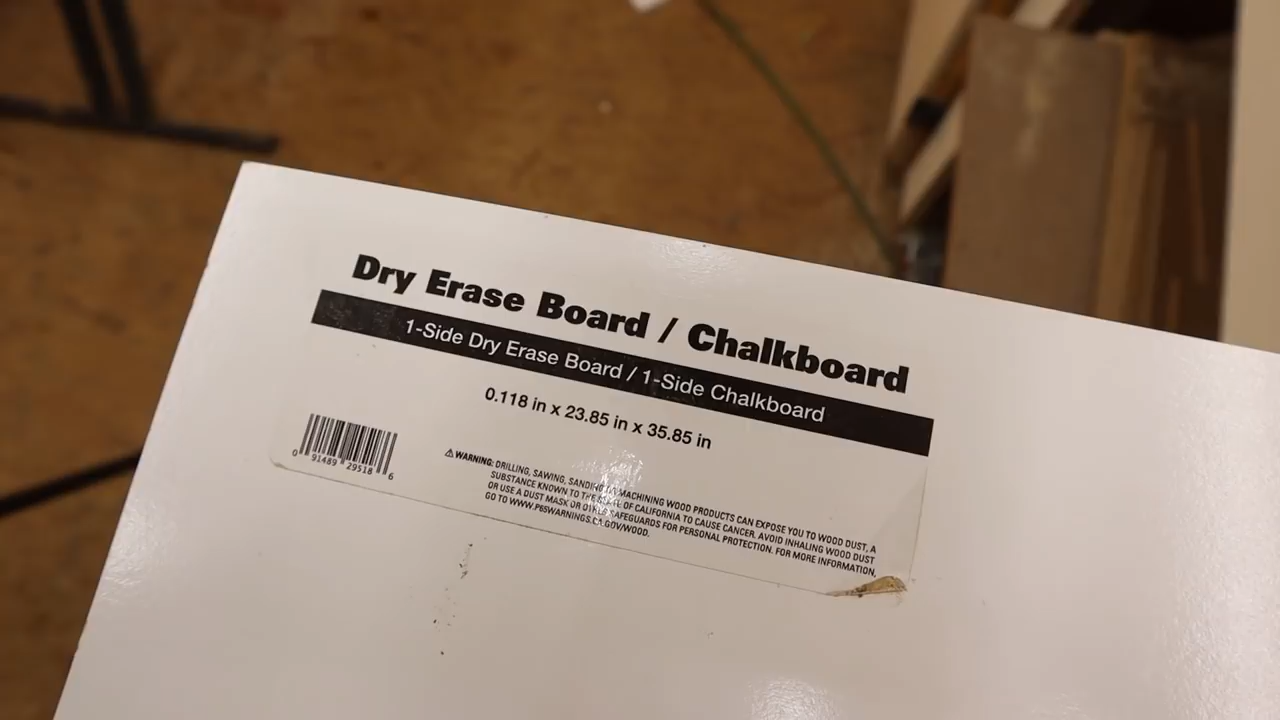 Dry Erase Board / Chalkboard
1-Side Dry Erase Board / 1-Side Chalkboard
0.118 in x 23.85 in x 35.85 in
0 91489 29518 6
⚠ WARNING: DRILLING, SAWING, SANDING OR MACHINING WOOD PRODUCTS CAN EXPOSE YOU TO WOOD DUST, A
SUBSTANCE KNOWN TO THE STATE OF CALIFORNIA TO CAUSE CANCER. AVOID INHALING WOOD DUST
OR USE A DUST MASK OR OTHER SAFEGUARDS FOR PERSONAL PROTECTION. FOR MORE INFORMATION,
GO TO WWW.P65WARNINGS.CA.GOV/WOOD.